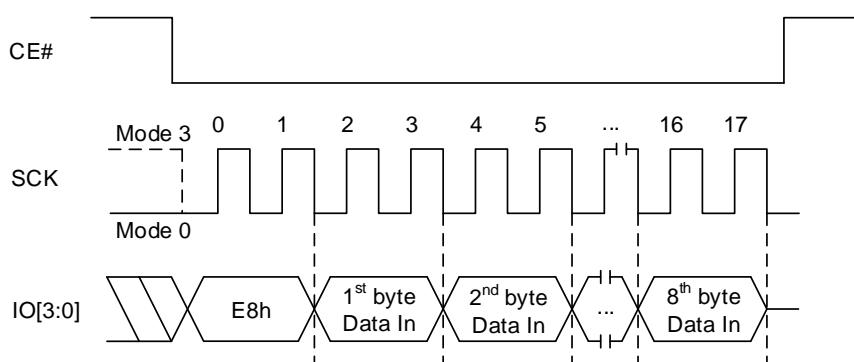 CE#
0 1 2 3 4 5 ... 16 17
Mode 3
SCK
Mode 0
IO[3:0]
E8h
1st byte
Data In
2nd byte
Data In
...
8th byte
Data In